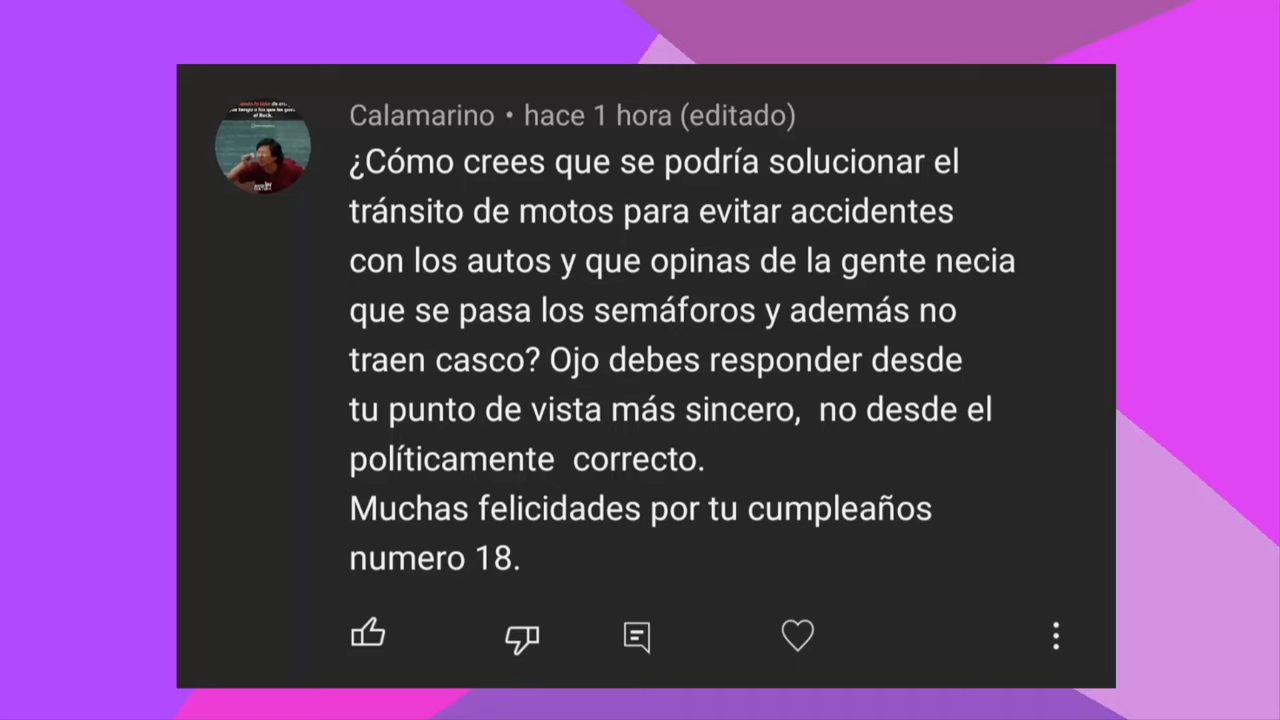 Calamarino • hace 1 hora (editado)
¿Cómo crees que se podría solucionar el
tránsito de motos para evitar accidentes
con los autos y que opinas de la gente necia
que se pasa los semáforos y además no
traen casco? Ojo debes responder desde
tu punto de vista más sincero, no desde el
políticamente correcto.
Muchas felicidades por tu cumpleaños
numero 18.